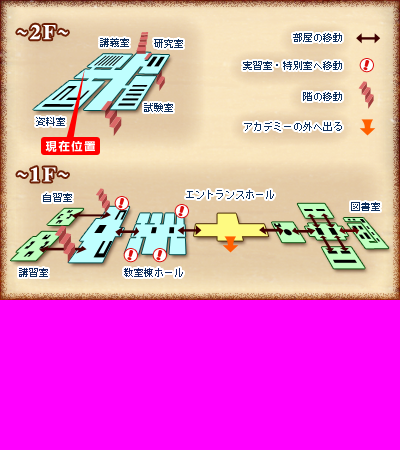 ~2F~
講義室
研究室
試験室
資料室
現在位置
部屋の移動
実習室・特別室へ移動
階の移動
アカデミーの外へ出る
~1F~
自習室
エントランスホール
図書室
講習室
教室棟ホール